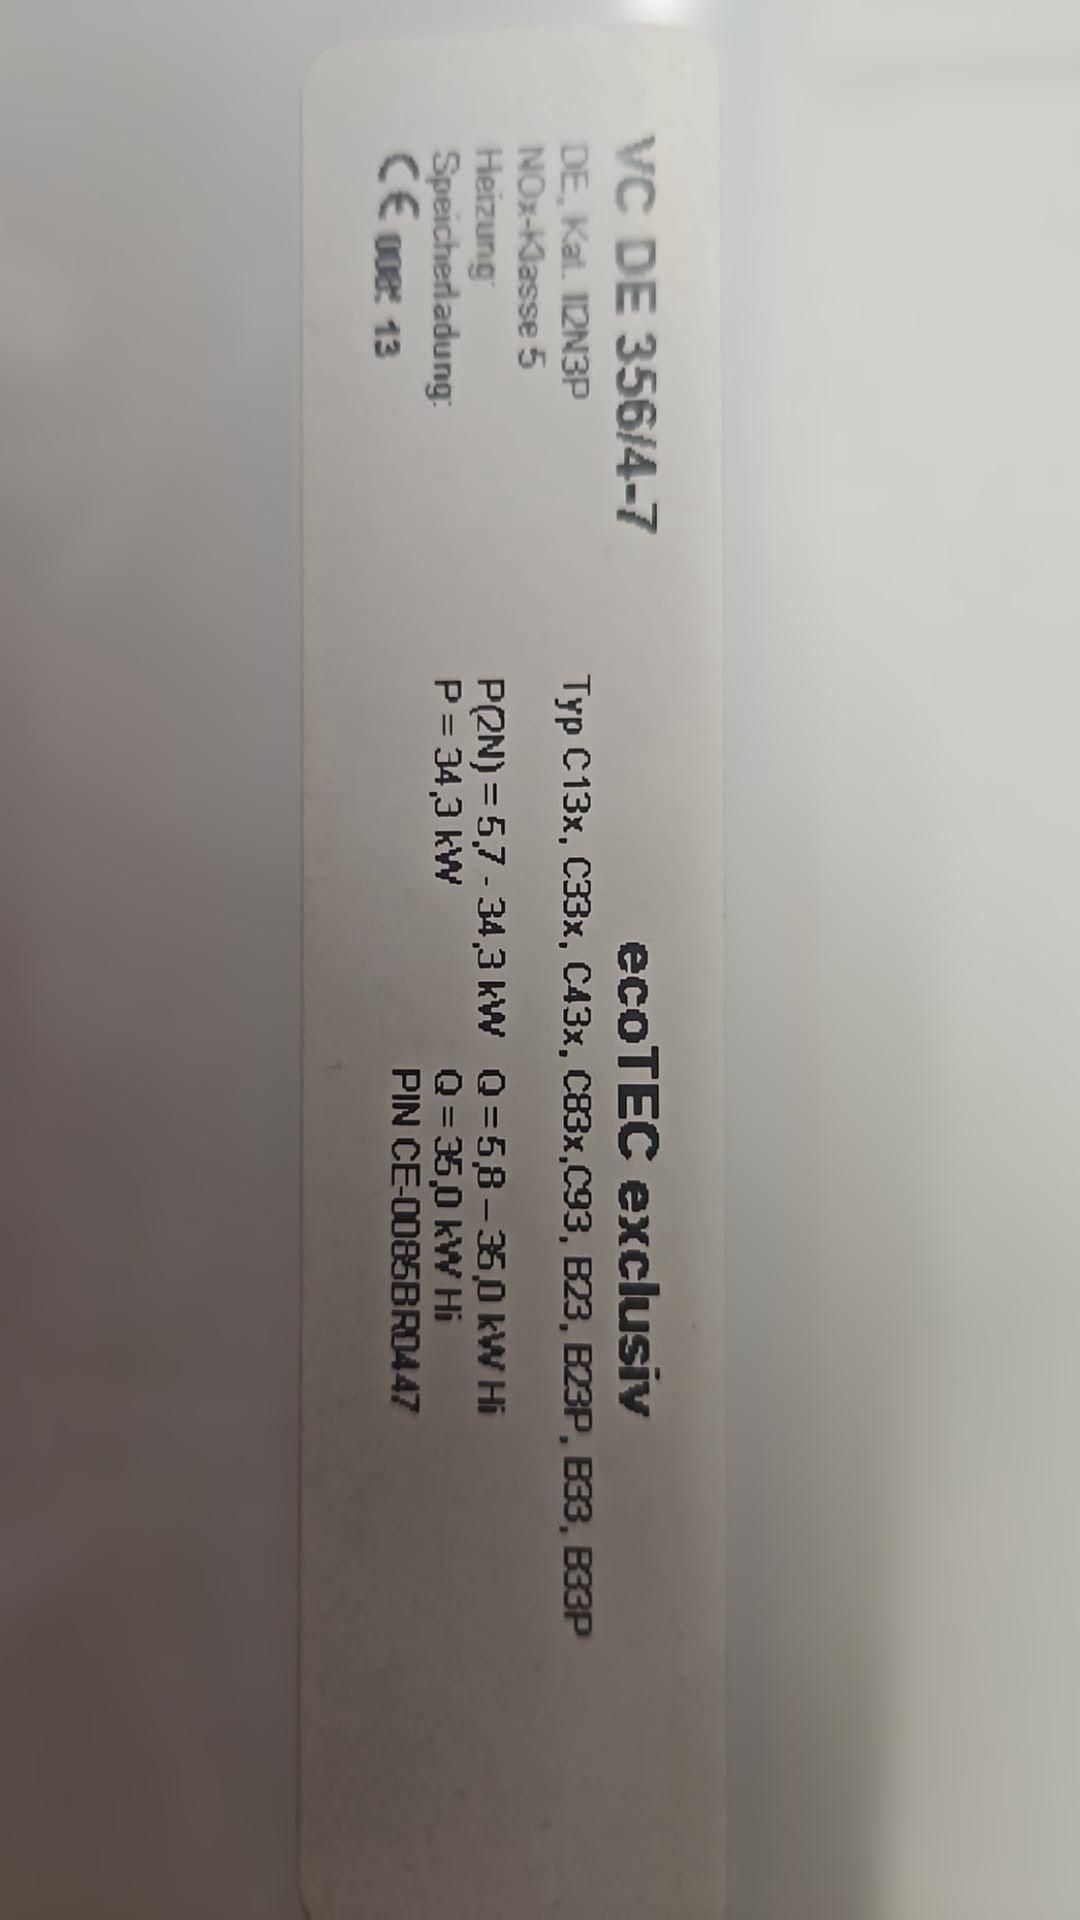 VC DE 356/4-7 ecoTEC exclusiv
DE, Kat. II2N3P Typ C13x, C33x, C43x, C83x,C93, B23, B23P, B33, B33P
NOx-Klasse 5
Heizung: P(2N) = 5,7 - 34,3 kW Q = 5,8 – 35,0 kW Hi
Speicherladung: P = 34,3 kW Q = 35,0 kW Hi
CE 13 PIN CE-0085BR0447